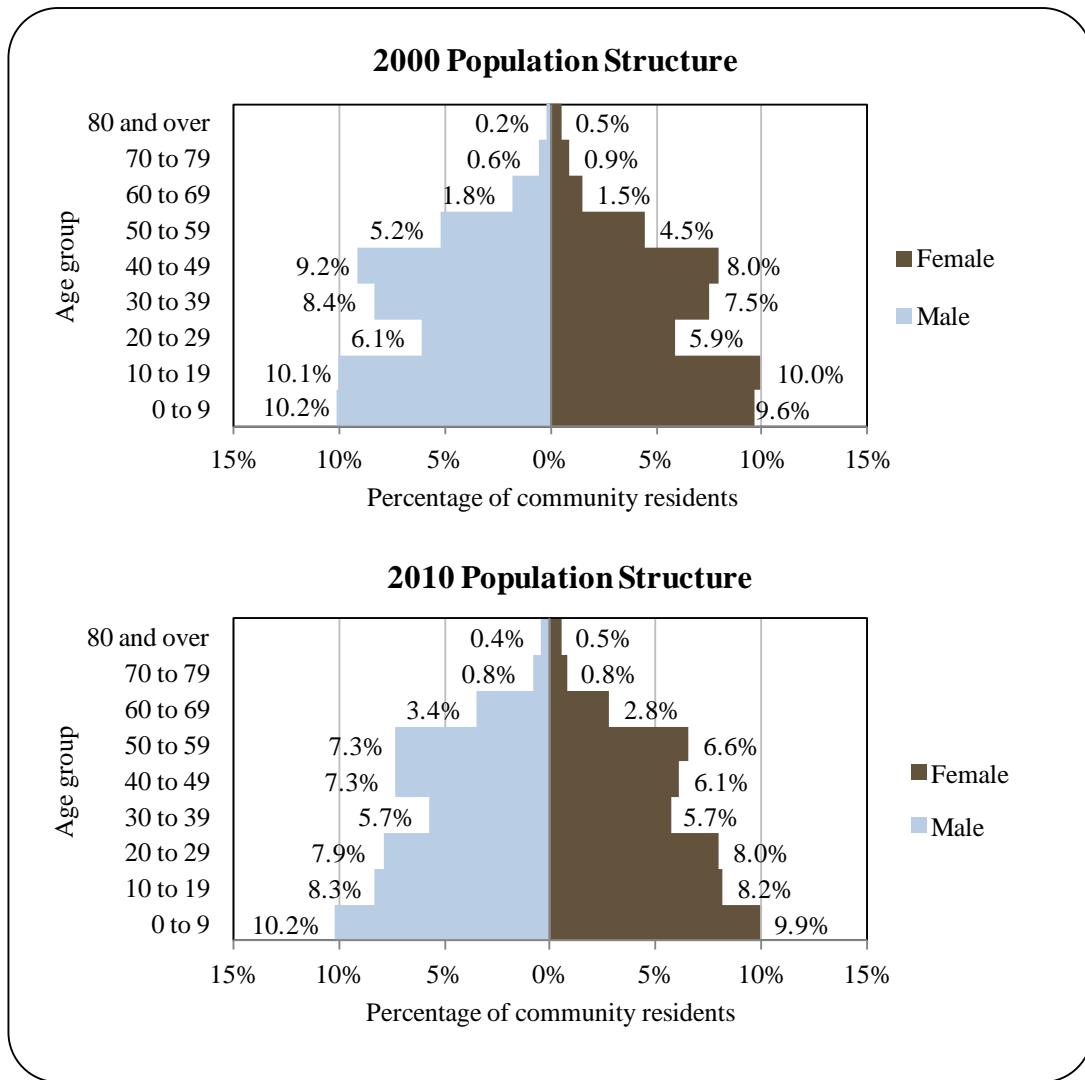 2000 Population Structure
80 and over 0.2% 0.5%
70 to 79 0.6% 0.9%
60 to 69 1.8% 1.5%
50 to 59 5.2% 4.5%
40 to 49 9.2% 8.0%
30 to 39 8.4% 7.5%
20 to 29 6.1% 5.9%
10 to 19 10.1% 10.0%
0 to 9 10.2% 9.6%
Age group
15% 10% 5% 0% 5% 10% 15%
Percentage of community residents
Female
Male
2010 Population Structure
80 and over 0.4% 0.5%
70 to 79 0.8% 0.8%
60 to 69 3.4% 2.8%
50 to 59 7.3% 6.6%
40 to 49 7.3% 6.1%
30 to 39 5.7% 5.7%
20 to 29 7.9% 8.0%
10 to 19 8.3% 8.2%
0 to 9 10.2% 9.9%
Age group
15% 10% 5% 0% 5% 10% 15%
Percentage of community residents
Female
Male